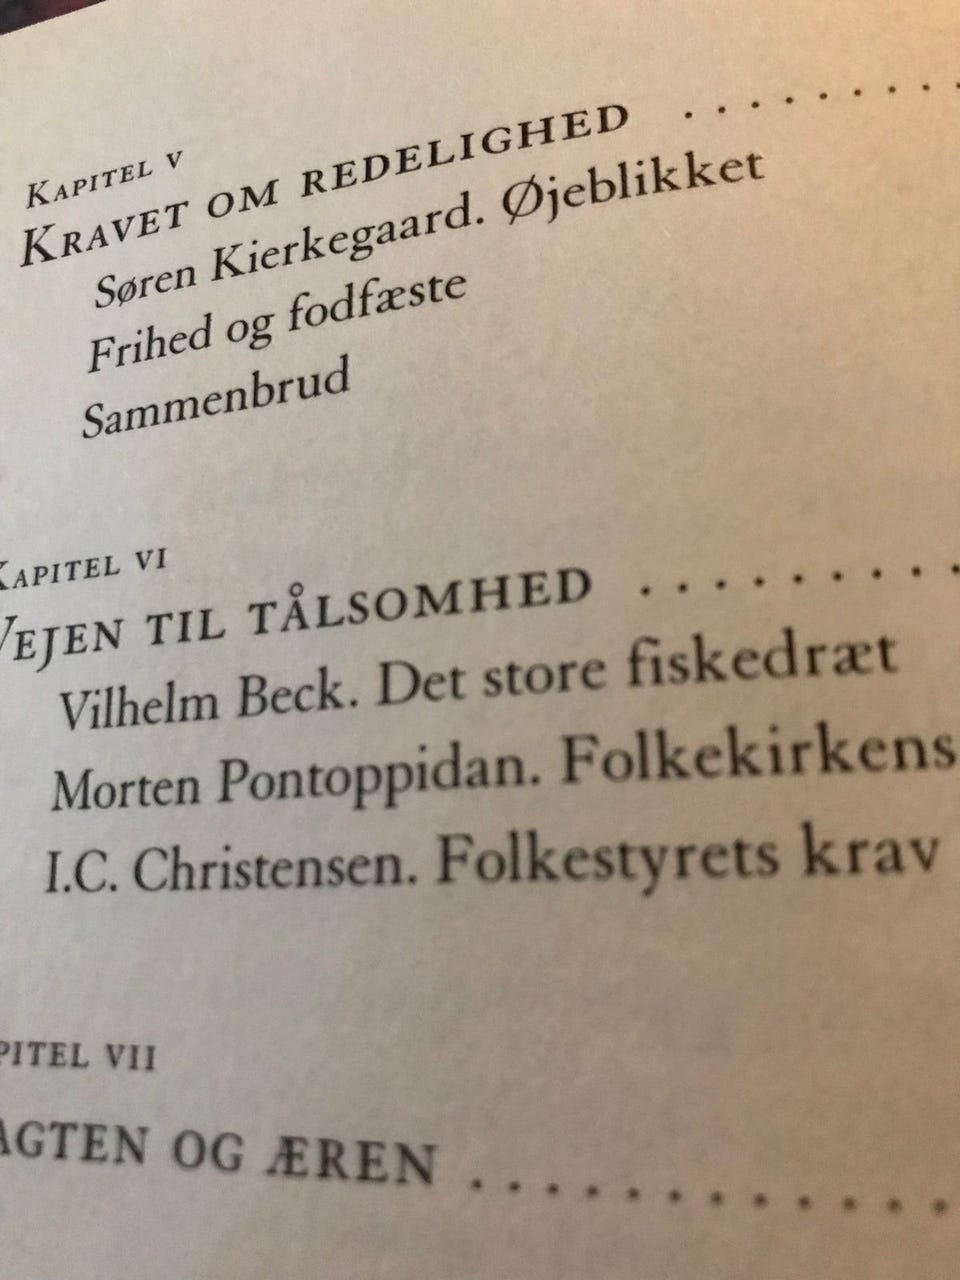 KAPITEL V
KRAVET OM REDELIGHED . . . . . . . . .
Søren Kierkegaard. Øjeblikket
Frihed og fodfæste
Sammenbrud
KAPITEL VI
VEJEN TIL TÅLSOMHED . . . . . . . . .
Vilhelm Beck. Det store fiskedræt
Morten Pontoppidan. Folkekirkens
I.C. Christensen. Folkestyrets krav
PITEL VII
AGTEN OG ÆREN . . . . . . . . . . . . .